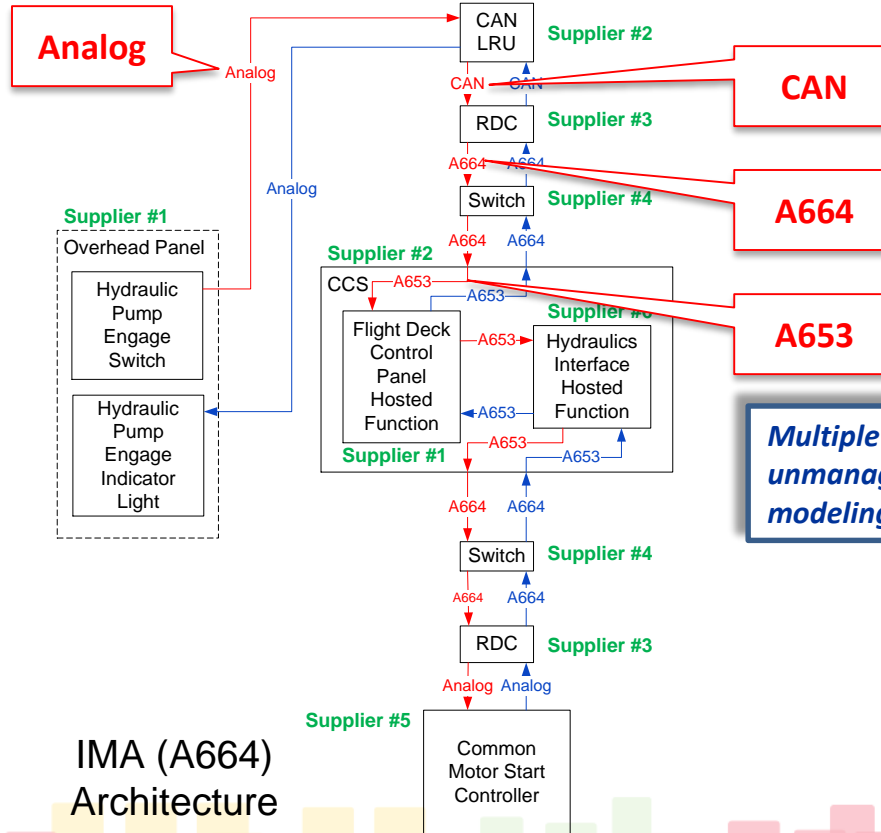 Analog
CAN
LRU
Supplier #2
Analog
CAN
CAN
CAN
RDC
Supplier #3
A664
A664
A664
Analog
Switch
Supplier #4
Supplier #1
A664
A664
Overhead Panel
Supplier #2
Hydraulic
Pump
Engage
Switch
CCS
A653
A653
A653
Flight Deck
Control
Panel
Hosted
Function
A653
Supplier
Hydraulics
Interface
Hosted
Function
A653
Hydraulic
Pump
Engage
Indicator
Light
Supplier #1
A653
A653
Multiple
unmanag
modeling
A664
A664
Switch
Supplier #4
A664
A664
RDC
Supplier #3
Analog
Analog
Supplier #5
Common
Motor Start
Controller
IMA (A664)
Architecture